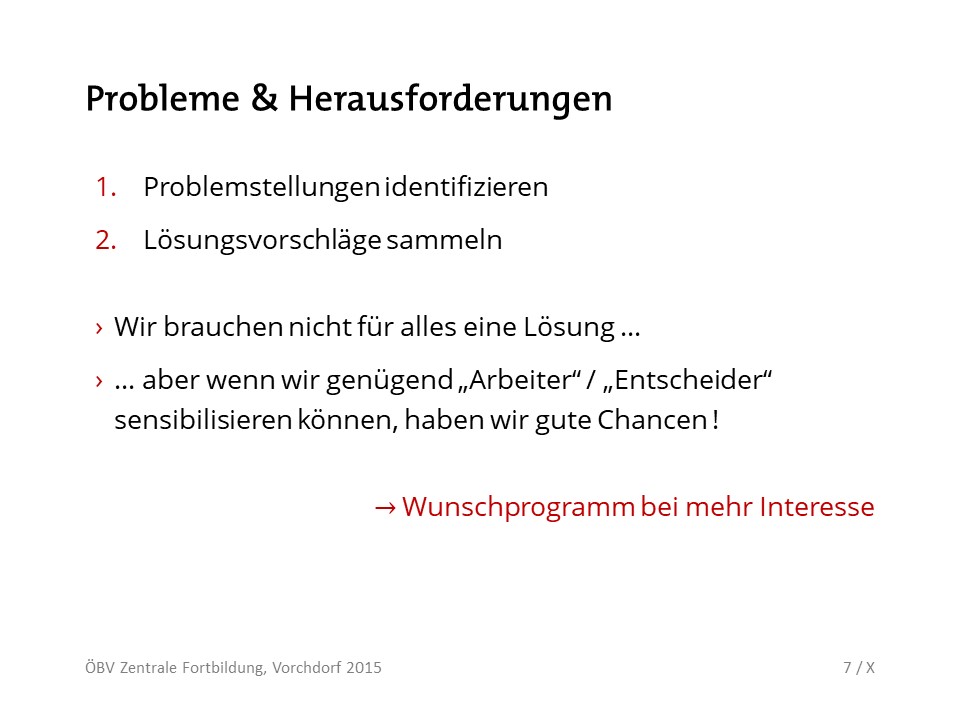 Probleme & Herausforderungen
1. Problemstellungen identifizieren
2. Lösungsvorschläge sammeln
› Wir brauchen nicht für alles eine Lösung ...
› ... aber wenn wir genügend „Arbeiter“ / „Entscheider“
sensibilisieren können, haben wir gute Chancen !
→ Wunschprogramm bei mehr Interesse
ÖBV Zentrale Fortbildung, Vorchdorf 2015 7 / X